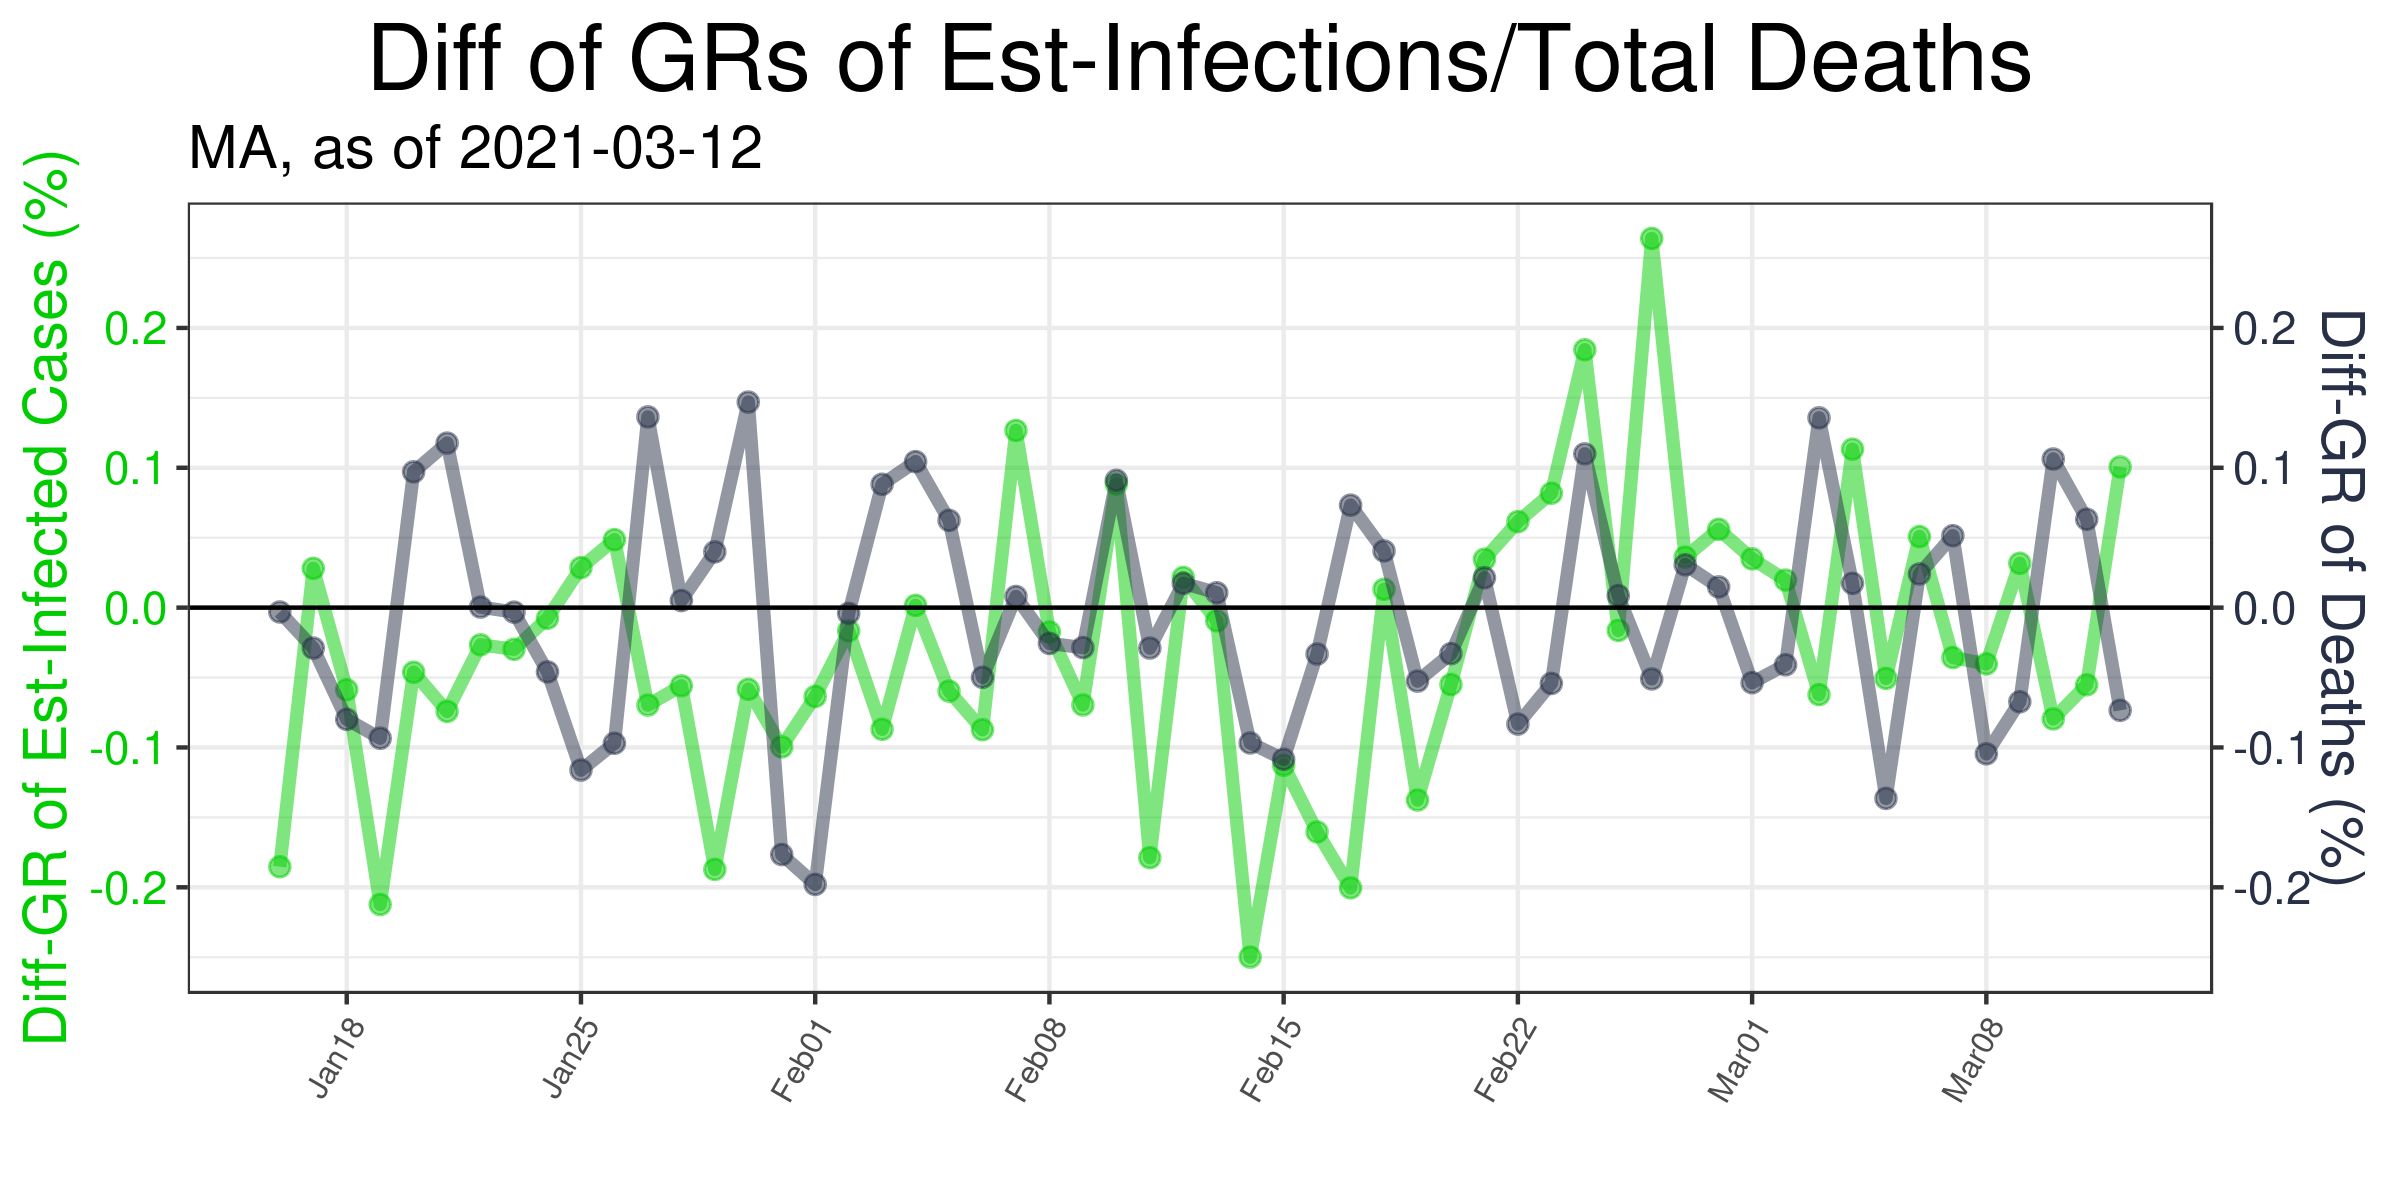 Diff of GRs of Est-Infections/Total Deaths
MA, as of 2021-03-12
Diff-GR of Est-Infected Cases (%)
0.2
0.1
0.0
-0.1
-0.2
0.2
0.1
0.0
-0.1
-0.2
Diff-GR of Deaths (%)
Jan18
Jan25
Feb01
Feb08
Feb15
Feb22
Mar01
Mar08